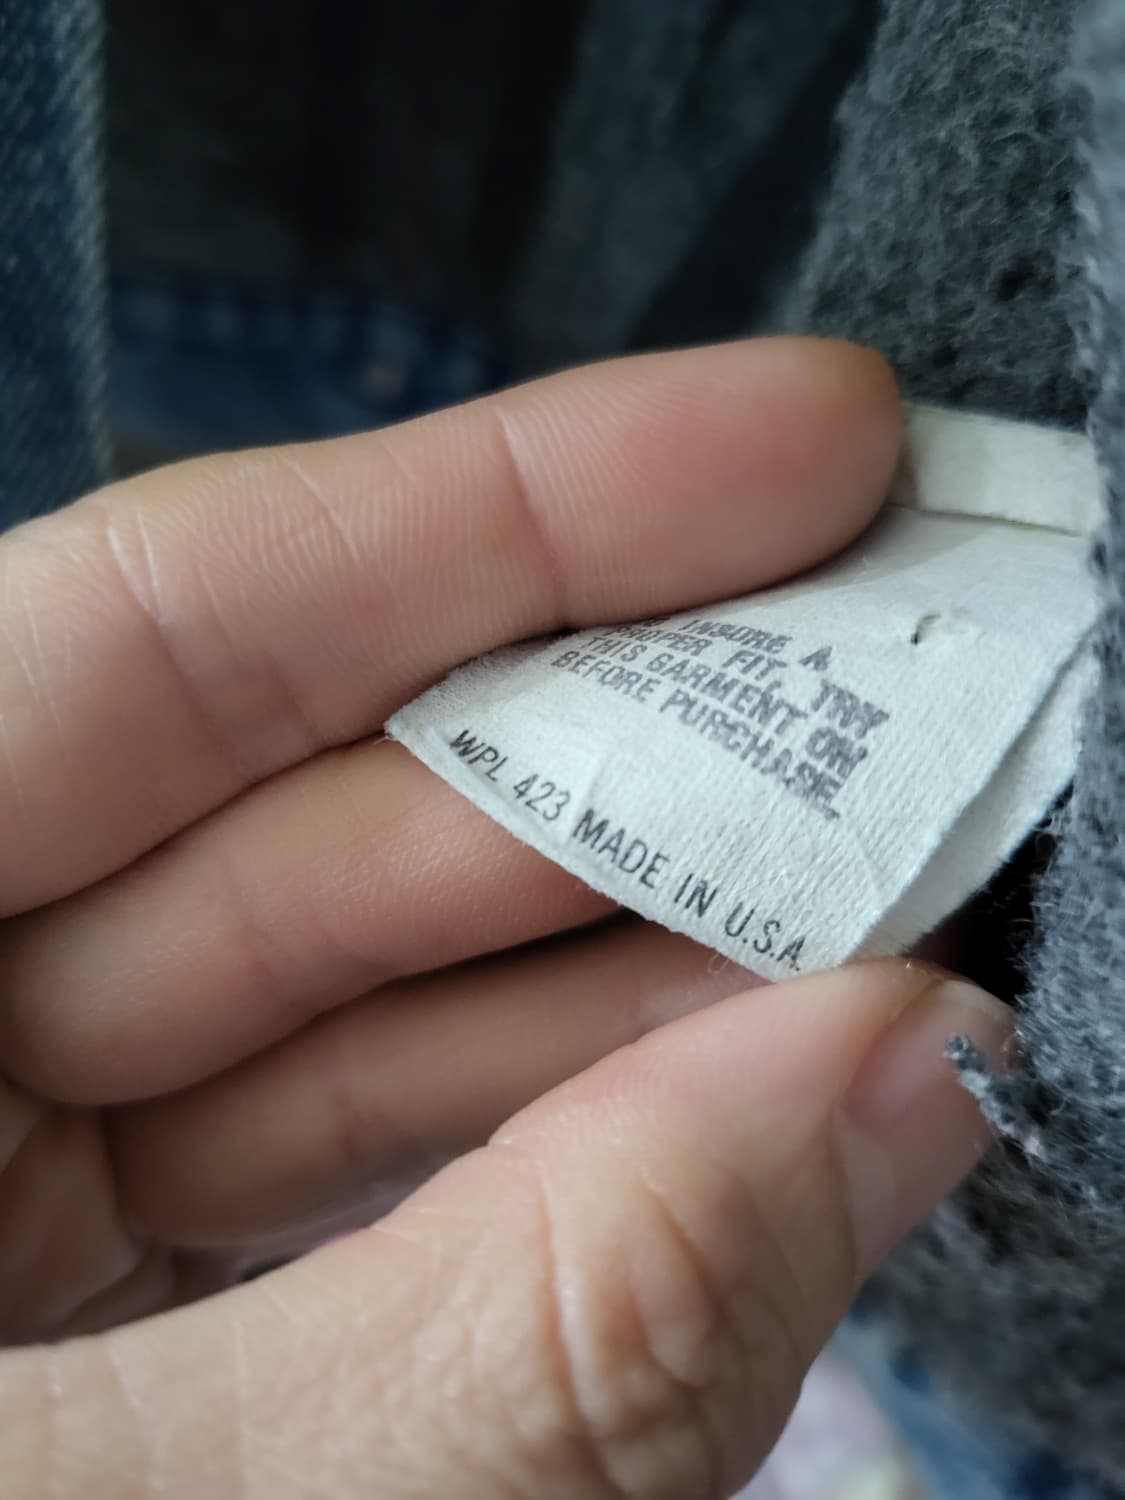 INSURE A
PROPER FIT, TRY
THIS GARMENT ON
BEFORE PURCHASE.
WPL 423 MADE IN U.S.A.